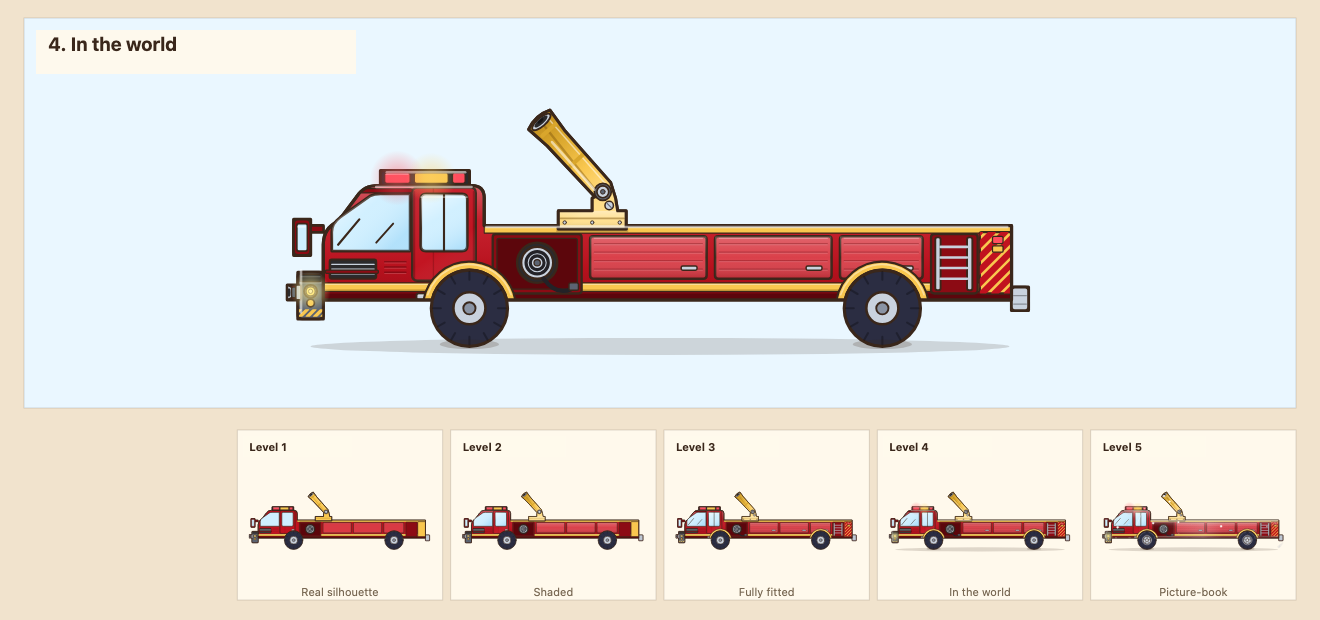 4. In the world
Level 1
Level 2
Level 3
Level 4
Level 5
Real silhouette
Shaded
Fully fitted
In the world
Picture-book